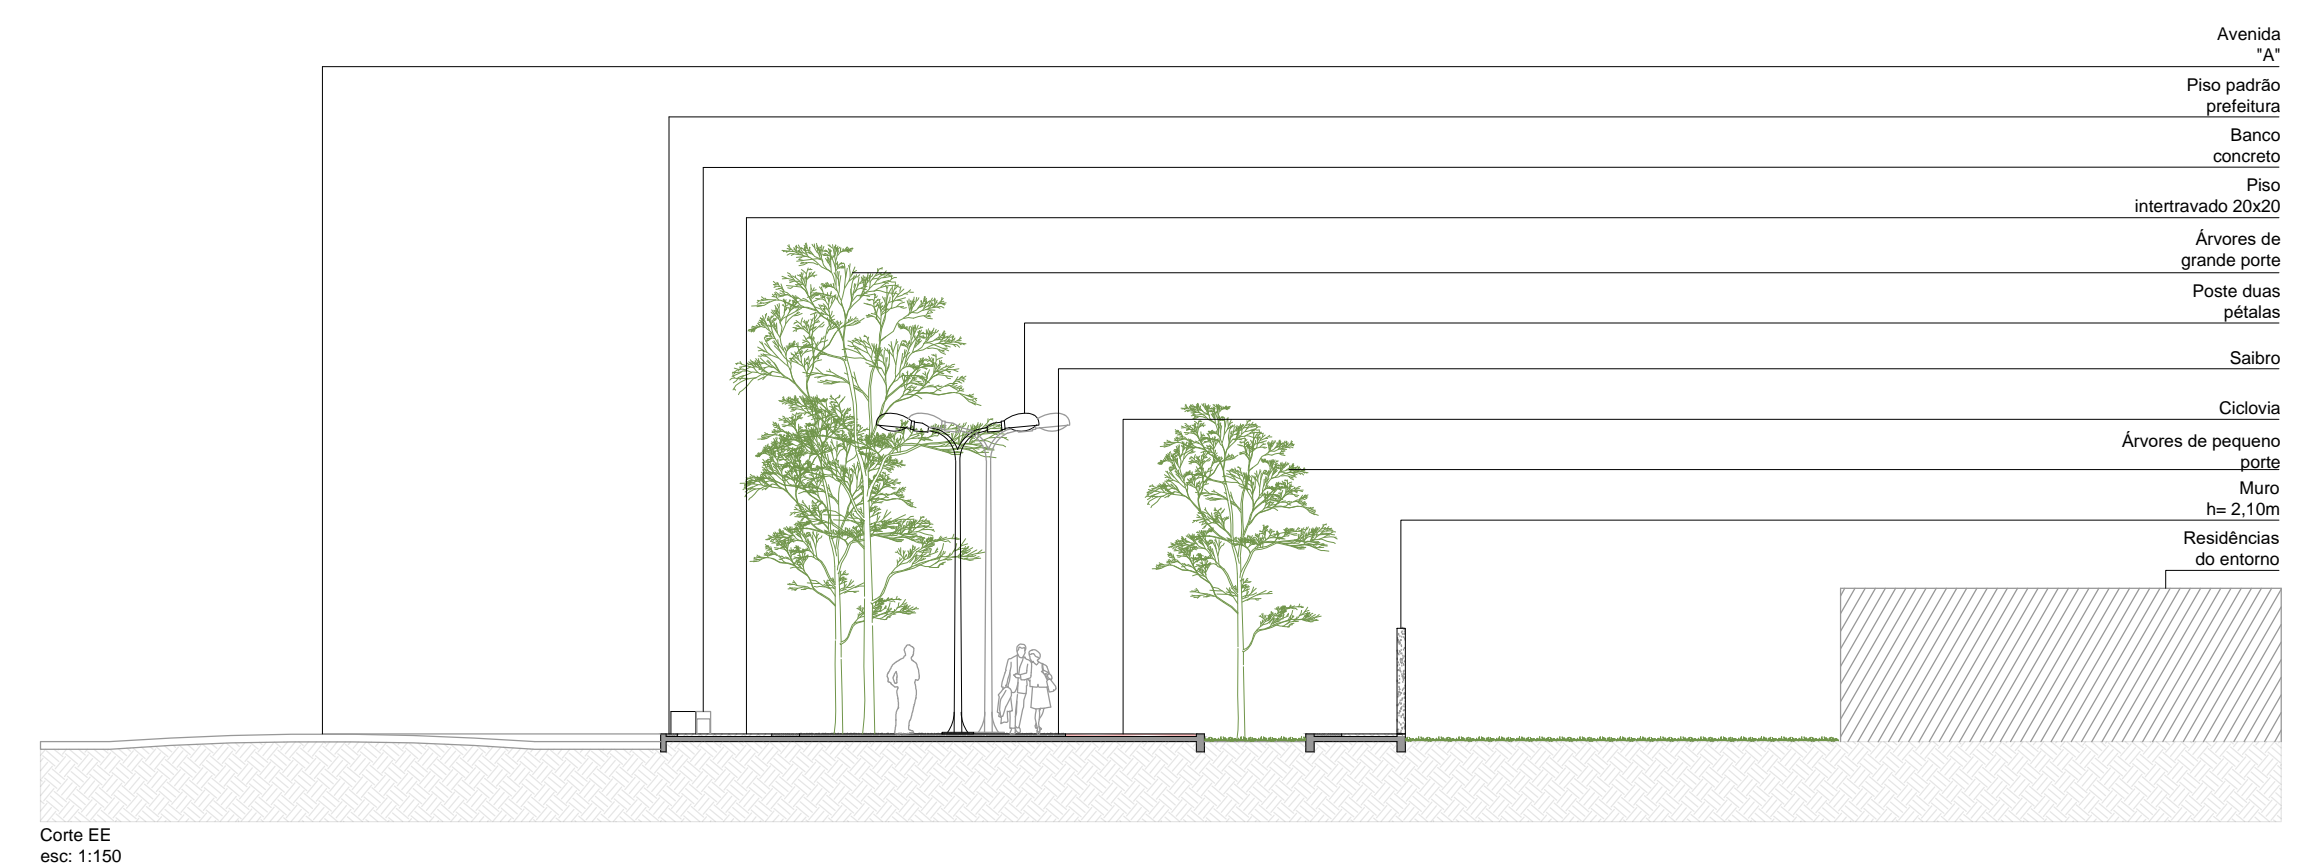 Avenida
"A"
Piso padrão
prefeitura
Banco
concreto
Piso
intertravado 20x20
Árvores de
grande porte
Poste duas
pétalas
Saibro
Ciclovia
Árvores de pequeno
porte
Muro
h= 2,10m
Residências
do entorno
Corte EE
esc: 1:150